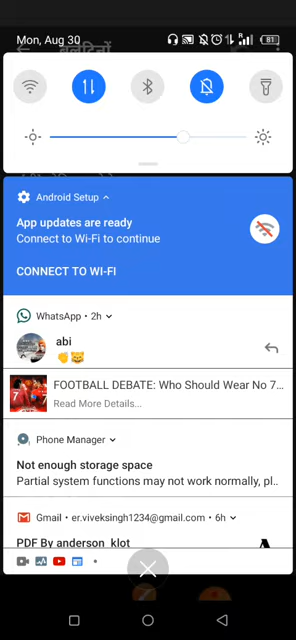 Mon, Aug 30
R
81
बुलेटिनों
Android Setup
App updates are ready
Connect to Wi-Fi to continue
CONNECT TO WI-FI
WhatsApp • 2h
abi
👊😺
FOOTBALL DEBATE: Who Should Wear No 7...
Read More Details...
Phone Manager
Not enough storage space
Partial system functions may not work normally, pl..
Gmail • er.viveksingh1234@gmail.com • 6h
PDF By anderson_klot